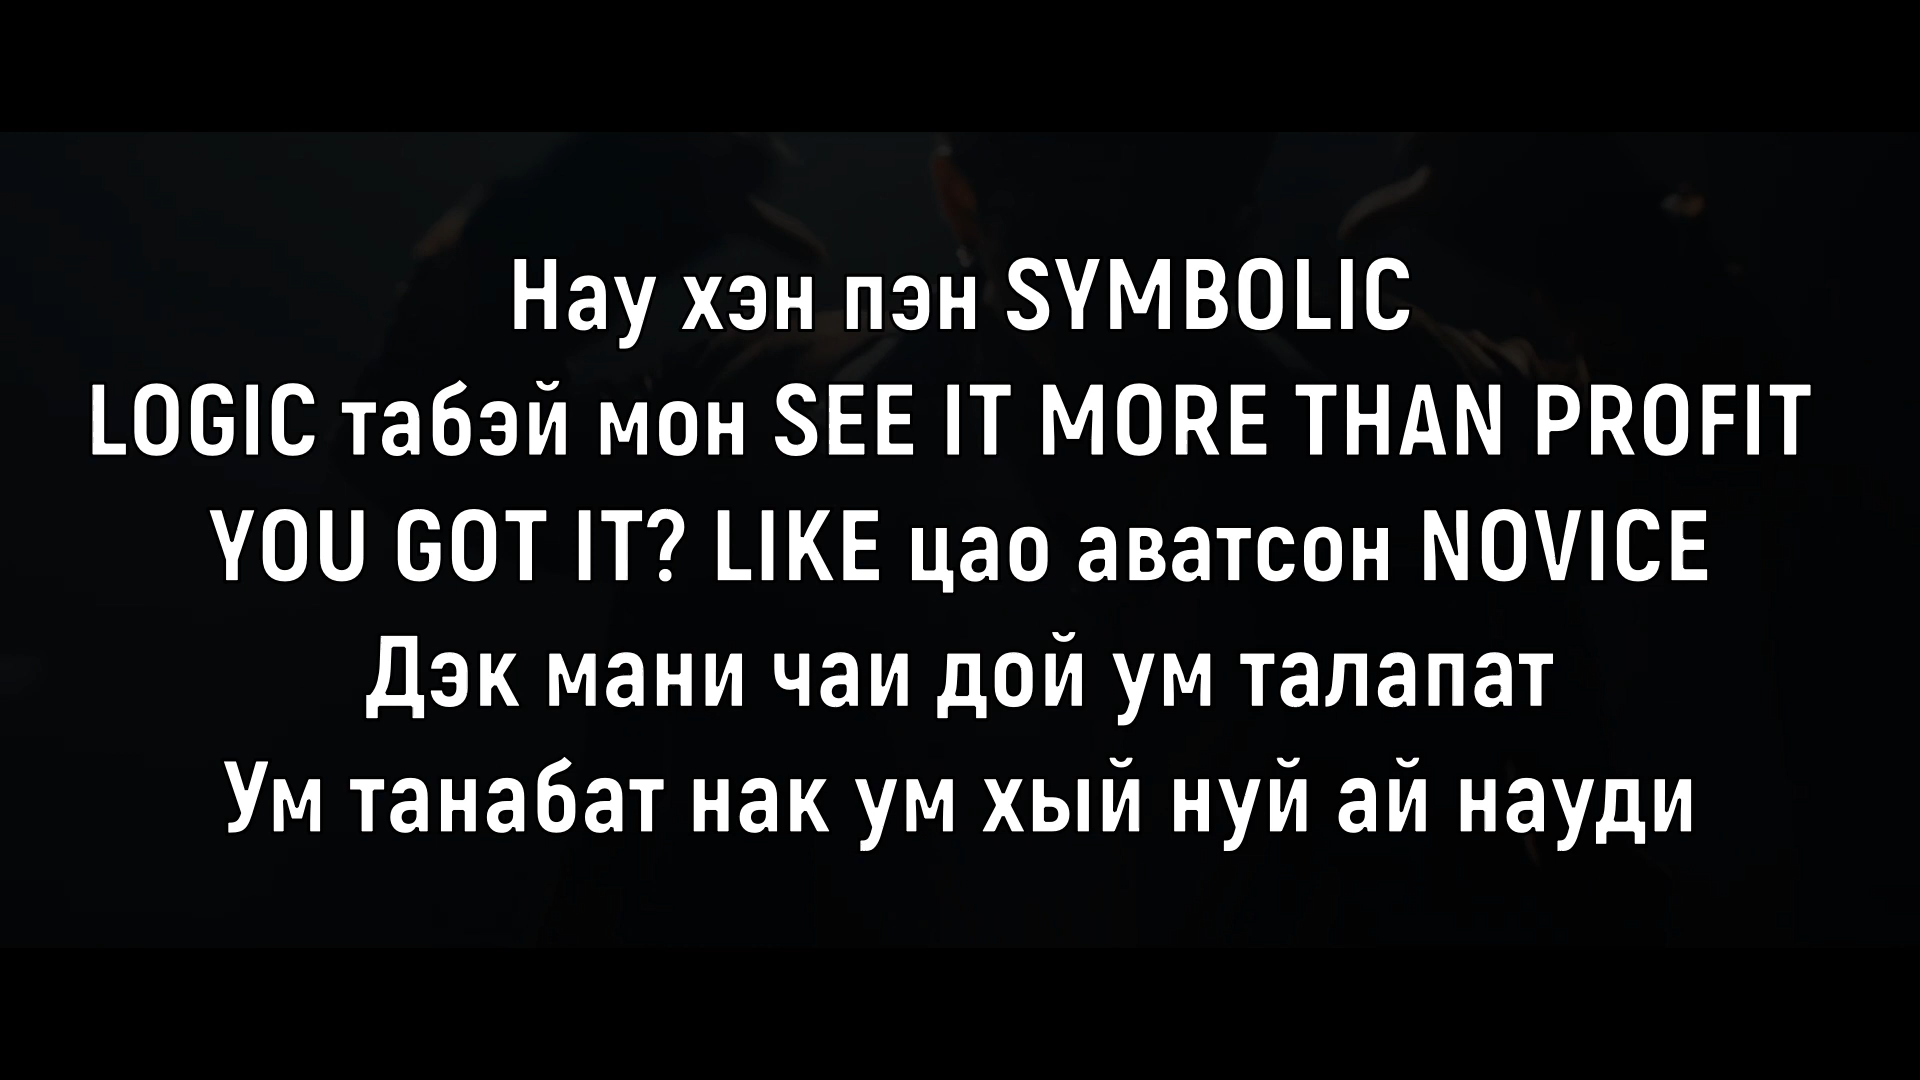 Нау хэн пэн SYMBOLIC
LOGIC табэй мон SEE IT MORE THAN PROFIT
YOU GOT IT? LIKE цао аватсон NOVICE
Дэк мани чаи дой ум талапат
Ум танабат нак ум хый нуй ай науди